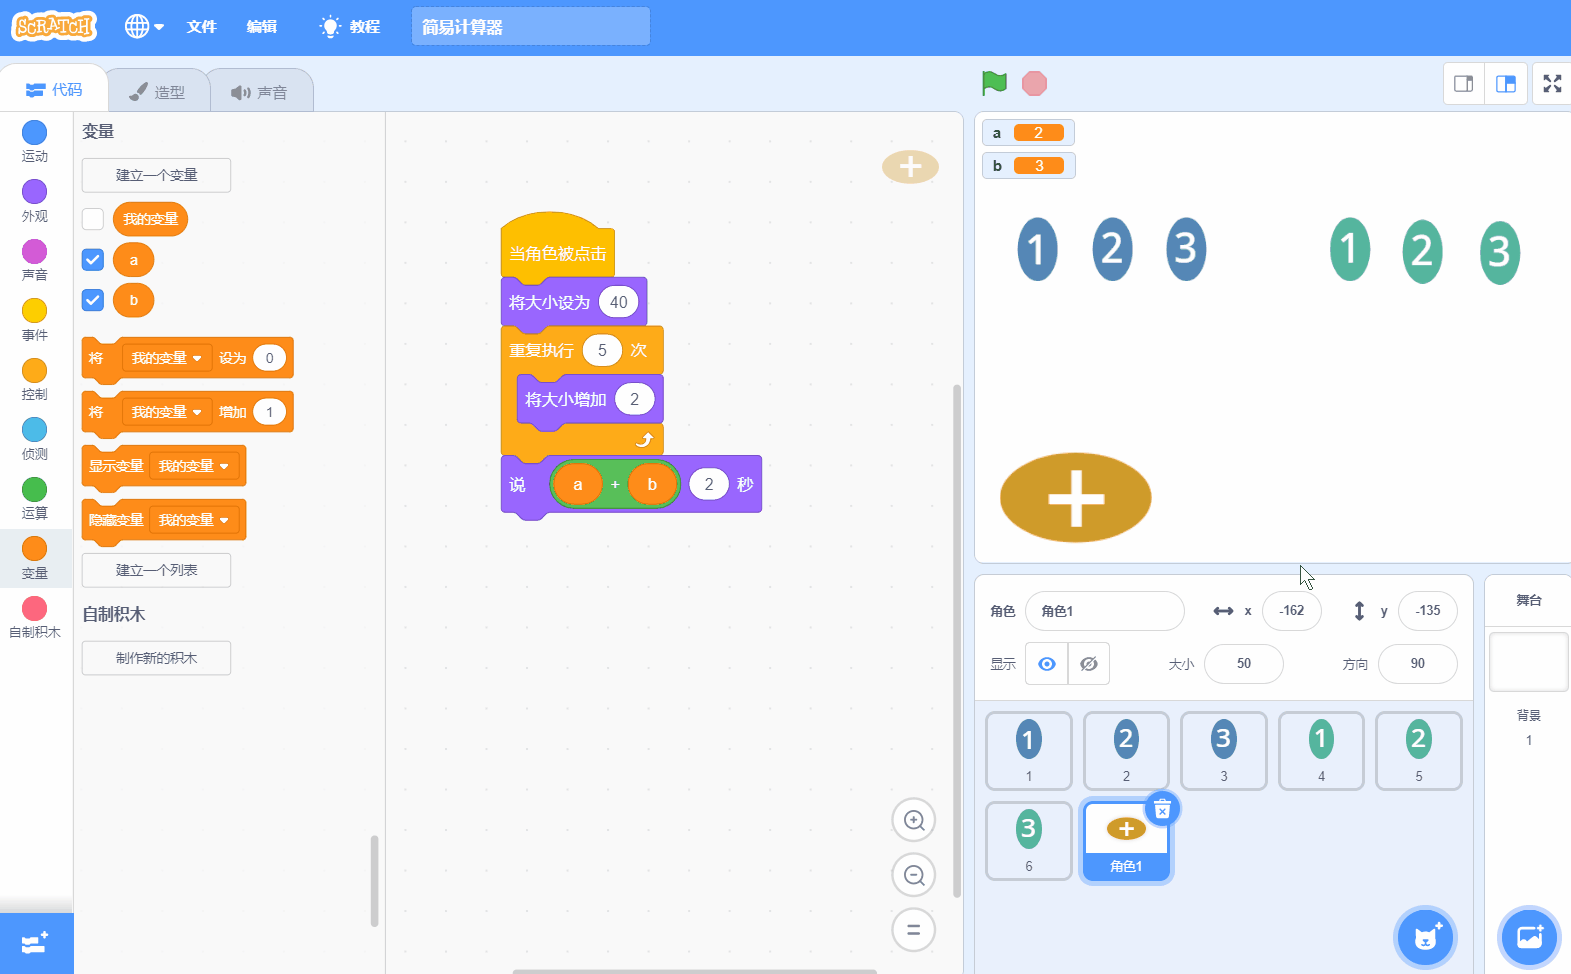 SCRATCH 文件 编辑 教程 简易计算器
代码 造型 声音
运动
外观
声音
事件
控制
侦测
运算
变量
自制积木
变量
建立一个变量
我的变量
a
b
将 我的变量 设为 0
将 我的变量 增加 1
显示变量 我的变量
隐藏变量 我的变量
建立一个列表
自制积木
制作新的积木
当角色被点击
将大小设为 40
重复执行 5 次
将大小增加 2
说 a + b 2 秒
a 2
b 3
1 2 3 1 2 3
角色 角色1 x -162 y -135
显示 大小 50 方向 90
1 2 3 1 2
1 2 3 4 5
3
6 角色1
舞台
背景
1